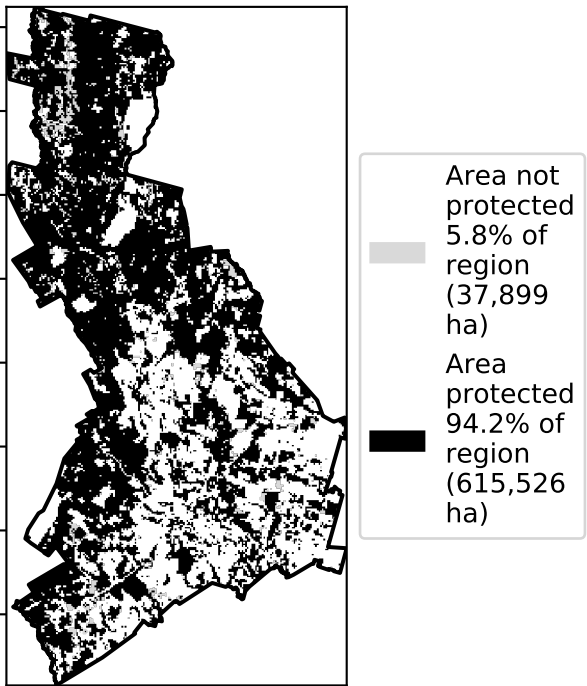 Area not
protected
5.8% of
region
(37,899
ha)
Area
protected
94.2% of
region
(615,526
ha)